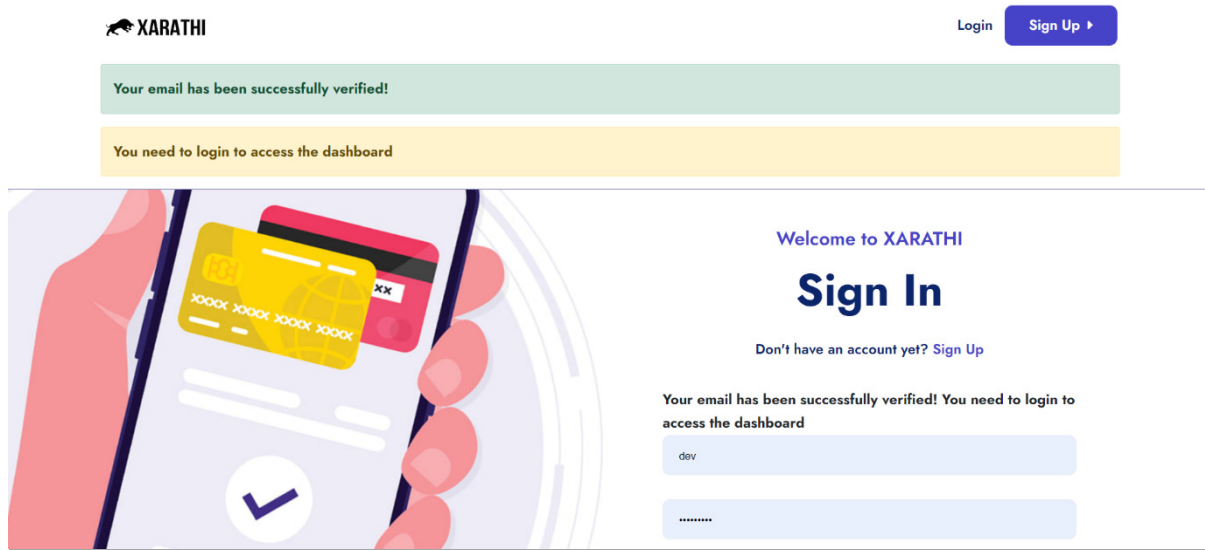 XARATHI
Login
Sign Up
Your email has been successfully verified!
You need to login to access the dashboard
xx
xxxx xxxx xxxx xxxx
Welcome to XARATHI
Sign In
Don't have an account yet? Sign Up
Your email has been successfully verified! You need to login to
access the dashboard
dev
•••••••••